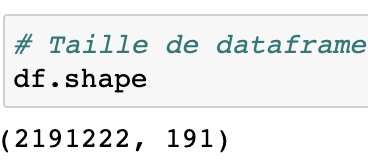 # Taille de dataframe
df.shape
(2191222, 191)